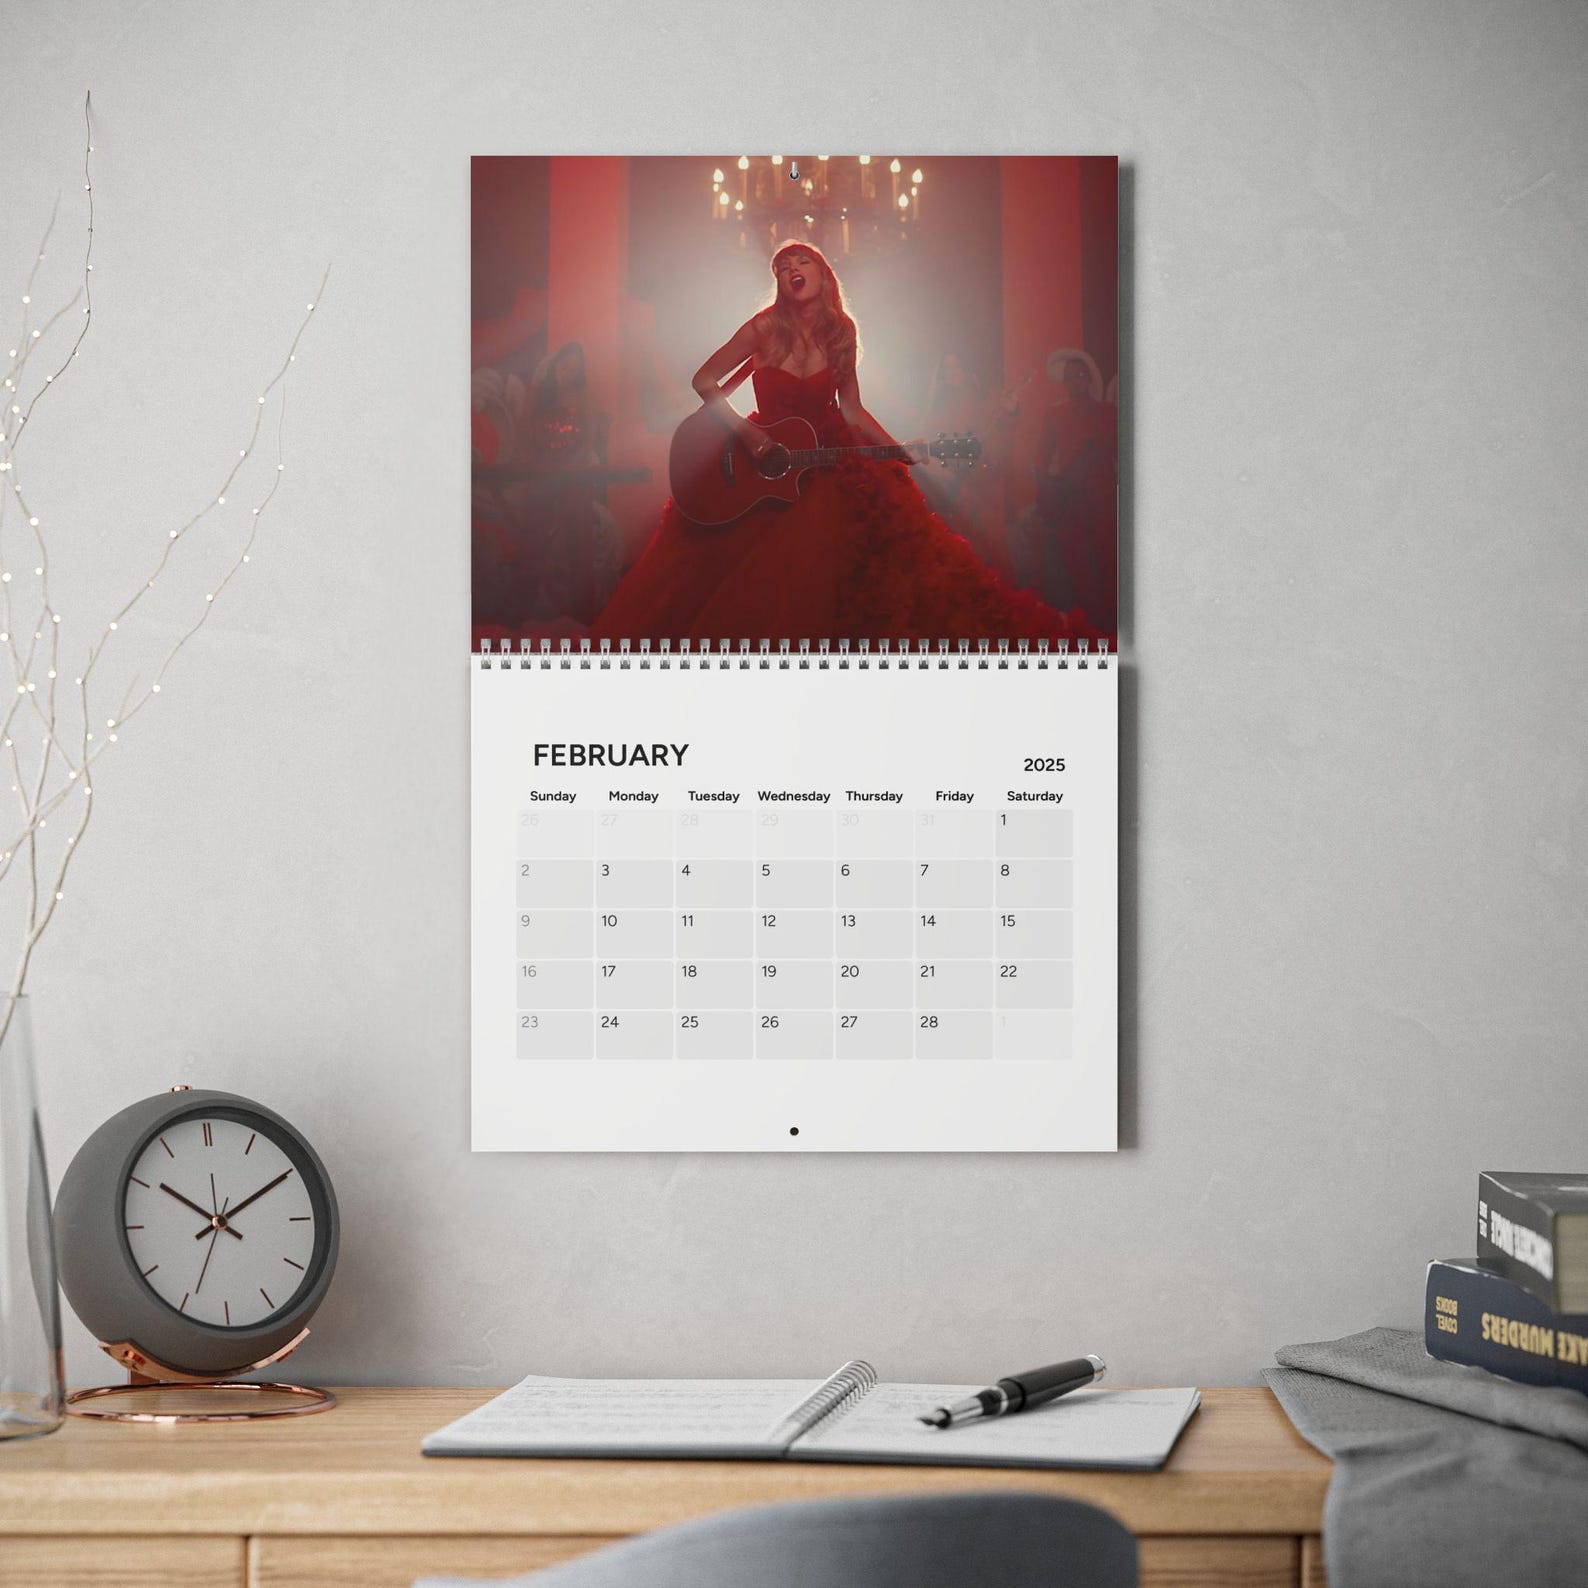 FEBRUARY
2025
Sunday Monday Tuesday Wednesday Thursday Friday Saturday
26 27 28 29 30 31 1
2 3 4 5 6 7 8
9 10 11 12 13 14 15
16 17 18 19 20 21 22
23 24 25 26 27 28 1
COVEL
BOOKS
AKE MURDERS